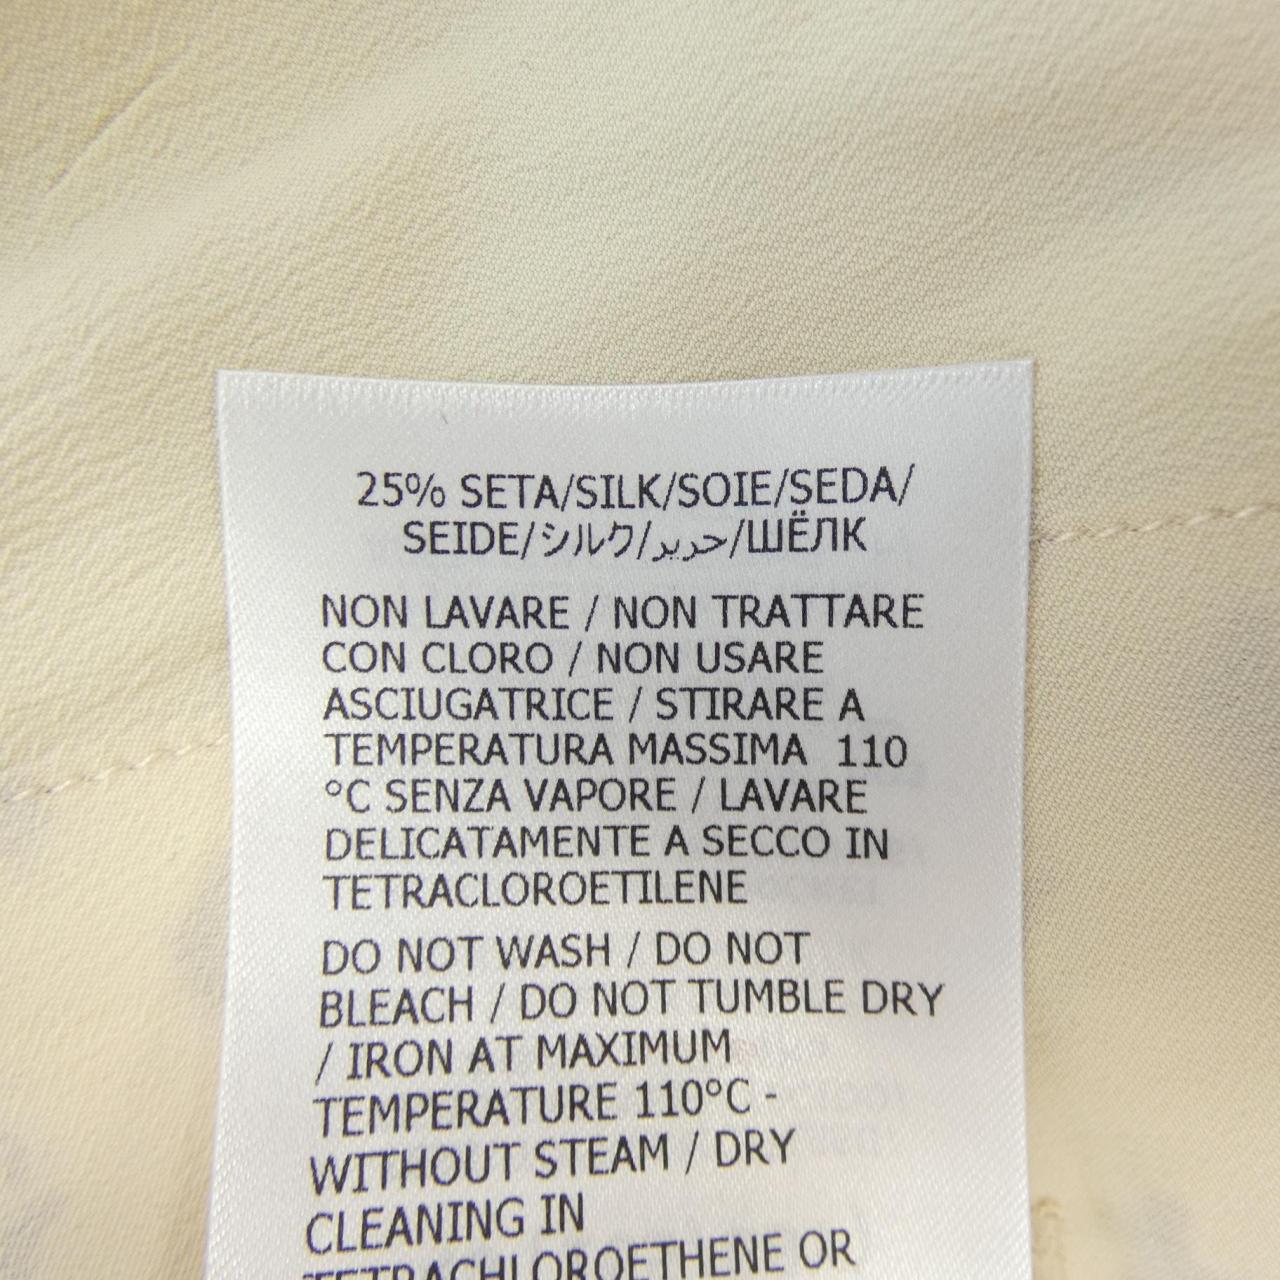 25% SETA/SILK/SOIE/SEDA/
SEIDE/シルク/حرير/ШЁЛК
NON LAVARE / NON TRATTARE
CON CLORO / NON USARE
ASCIUGATRICE / STIRARE A
TEMPERATURA MASSIMA 110
°C SENZA VAPORE / LAVARE
DELICATAMENTE A SECCO IN
TETRACLOROETILENE
DO NOT WASH / DO NOT
BLEACH / DO NOT TUMBLE DRY
/ IRON AT MAXIMUM
TEMPERATURE 110°C -
WITHOUT STEAM / DRY
CLEANING IN
TETRACHLOROETHENE OR